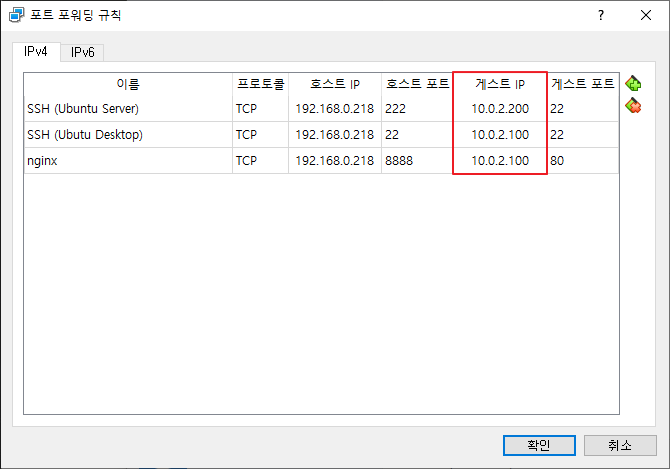 포트 포워딩 규칙
IPv4 IPv6
이름 프로토콜 호스트 IP 호스트 포트 게스트 IP 게스트 포트
SSH (Ubuntu Server) TCP 192.168.0.218 222 10.0.2.200 22
SSH (Ubutu Desktop) TCP 192.168.0.218 22 10.0.2.100 22
nginx TCP 192.168.0.218 8888 10.0.2.100 80
확인 취소